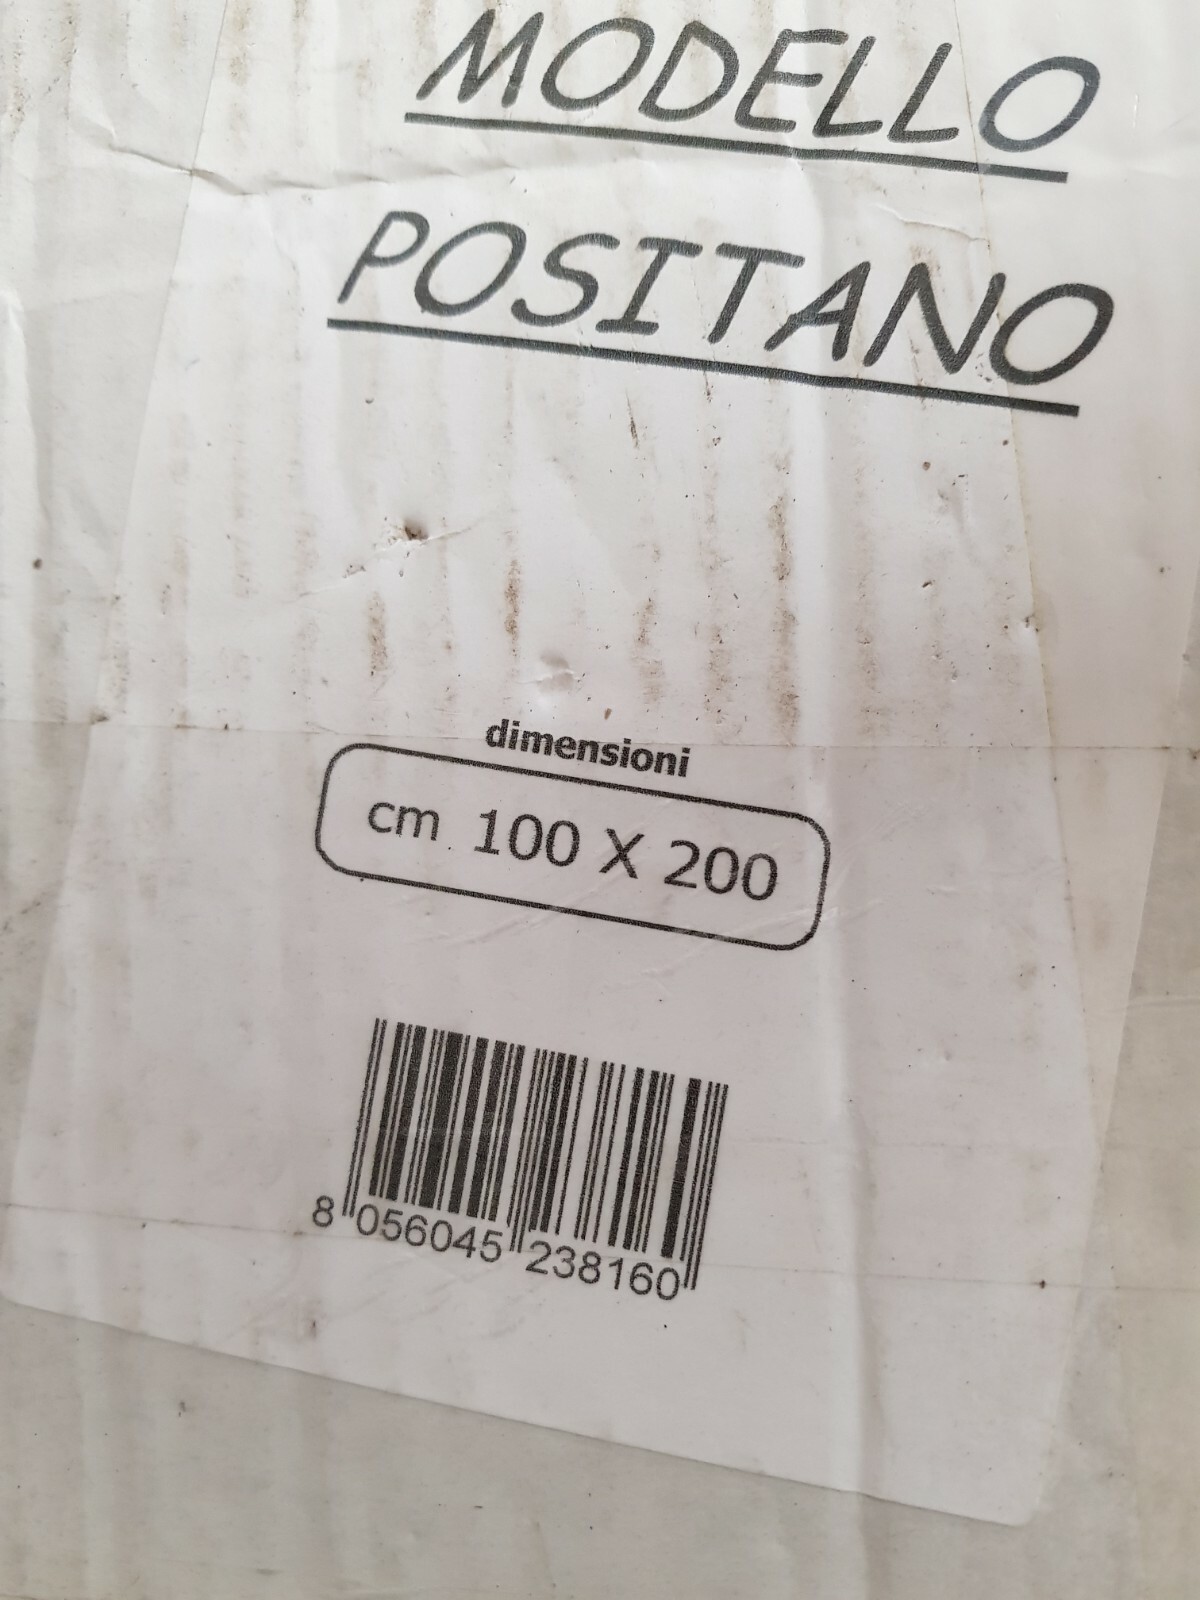 MODELLO
POSITANO
dimensioni
cm 100 X 200
8 056045 238160